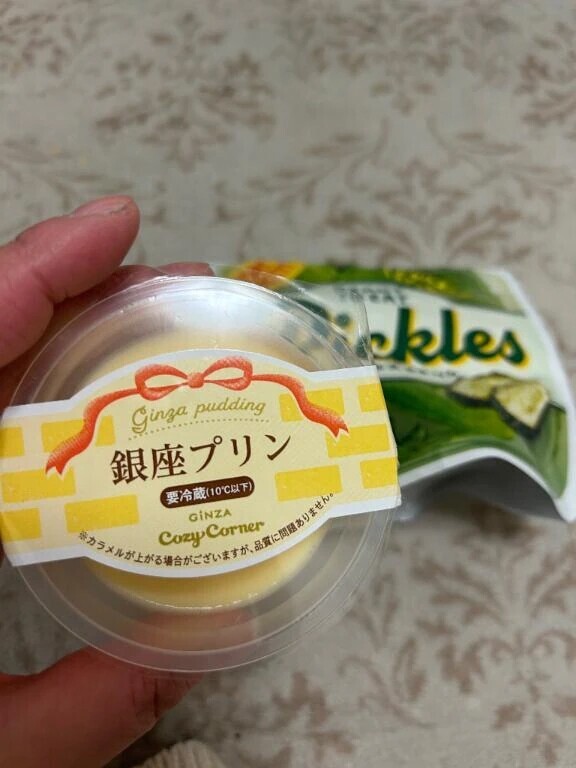 Ginza pudding
銀座プリン
要冷蔵(10℃以下)
GINZA
Cozy Corner
※カラメルが上がる場合がございますが、品質に問題ありません。
Pickles